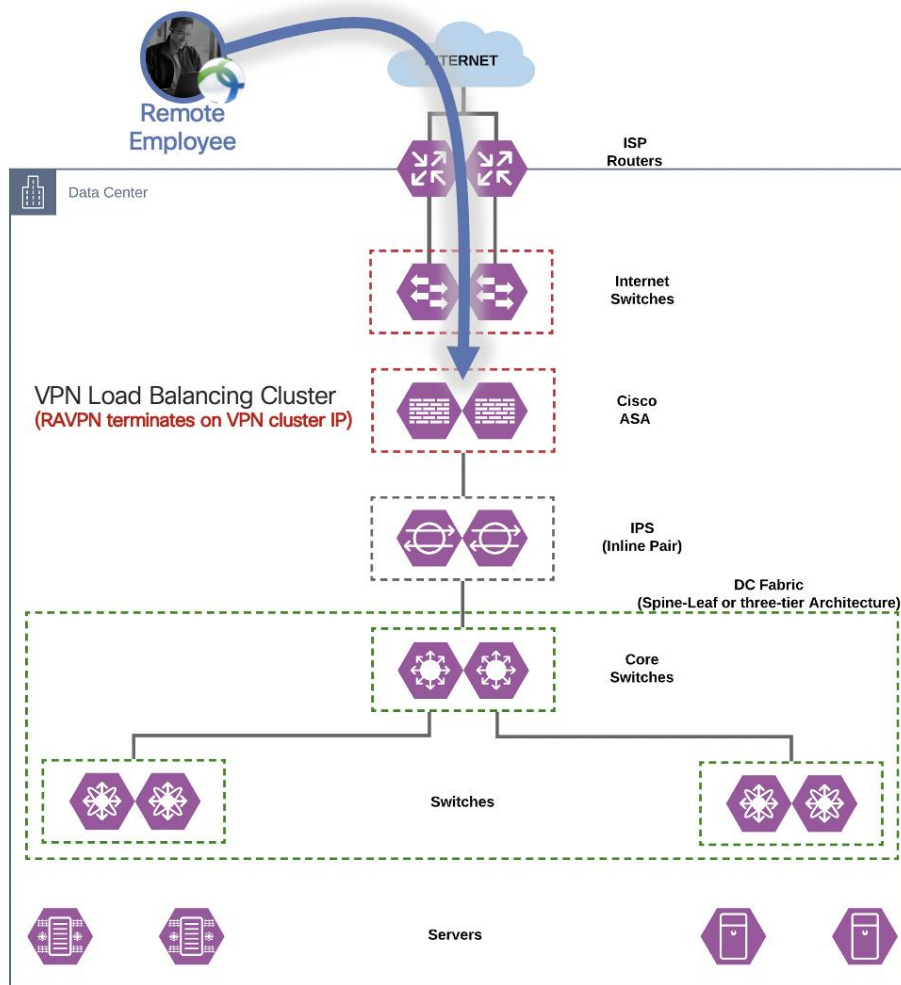 INTERNET
Remote
Employee
ISP
Routers
Data Center
Internet
Switches
VPN Load Balancing Cluster
(RAVPN terminates on VPN cluster IP)
Cisco
ASA
IPS
(Inline Pair)
DC Fabric
(Spine-Leaf or three-tier Architecture)
Core
Switches
Switches
Servers